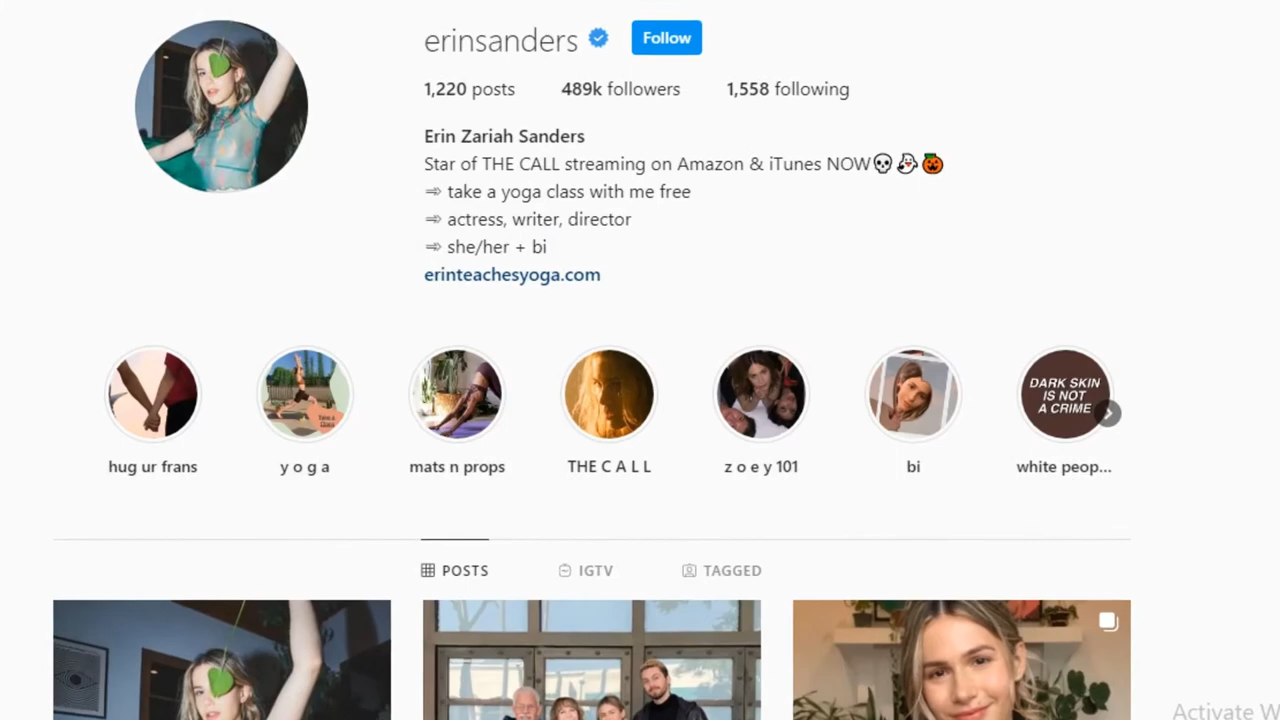 erinsanders Follow
1,220 posts 489k followers 1,558 following
Erin Zariah Sanders
Star of THE CALL streaming on Amazon & iTunes NOW💀👻🎃
⇒ take a yoga class with me free
⇒ actress, writer, director
⇒ she/her + bi
erinteachesyoga.com
DARK SKIN
IS NOT
A CRIME
hug ur frans y o g a mats n props THE C A L L z o e y 101 bi white peop...
POSTS IGTV TAGGED
Activate W